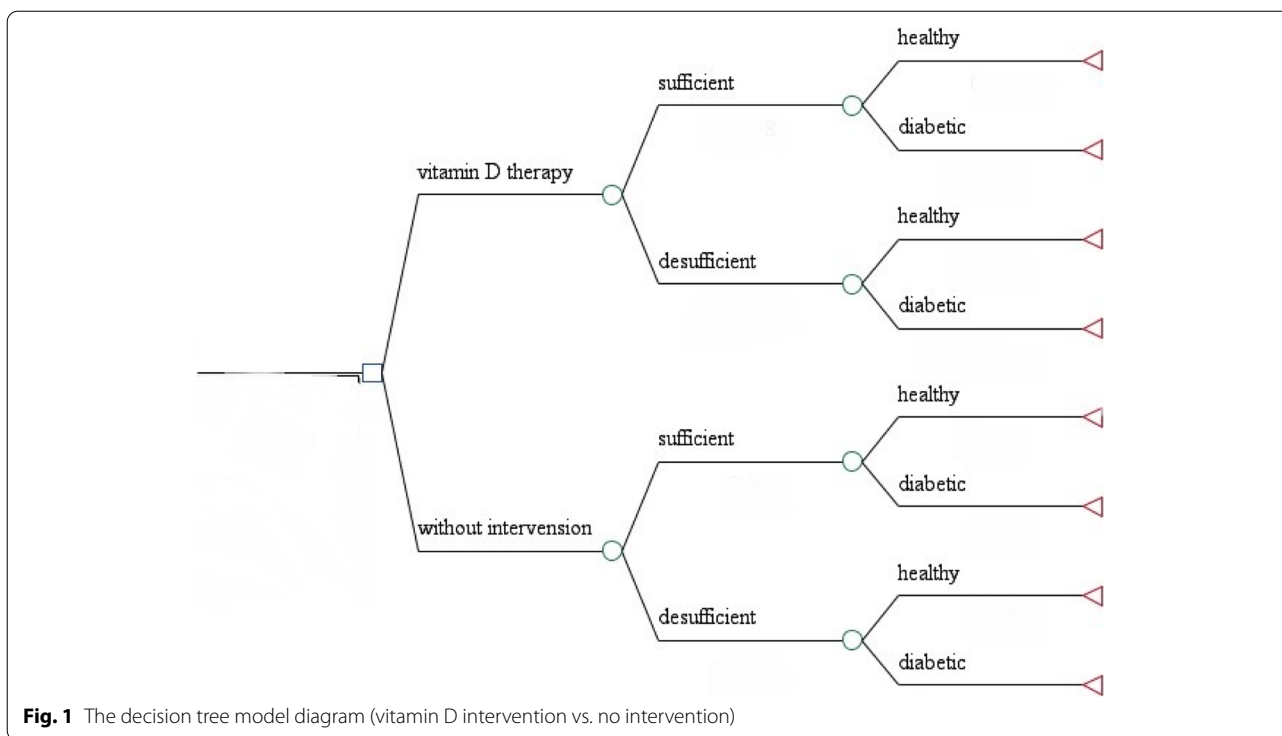 healthy
sufficient
diabetic
vitamin D therapy
healthy
desufficient
diabetic
healthy
sufficient
diabetic
without intervension
healthy
desufficient
diabetic
Fig. 1 The decision tree model diagram (vitamin D intervention vs. no intervention)